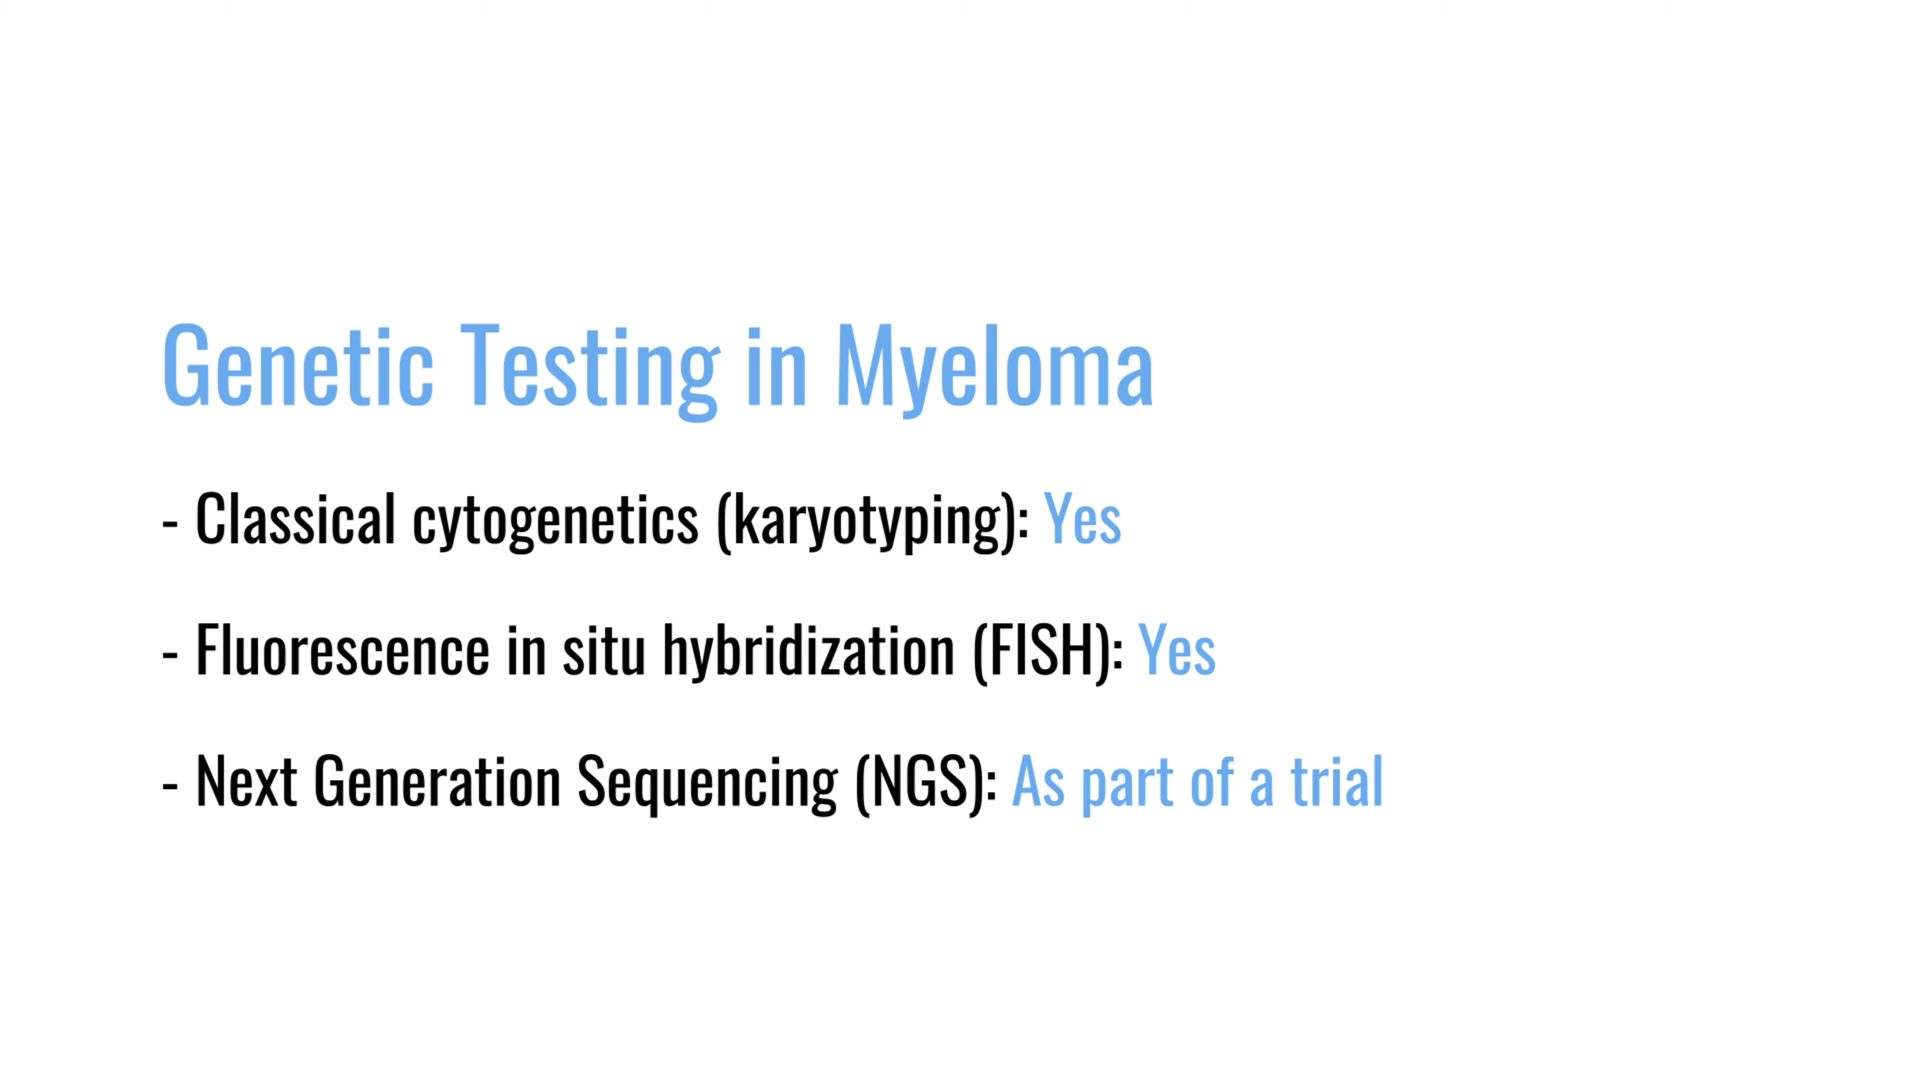 Genetic Testing in Myeloma
- Classical cytogenetics (karyotyping): Yes
- Fluorescence in situ hybridization (FISH): Yes
- Next Generation Sequencing (NGS): As part of a trial